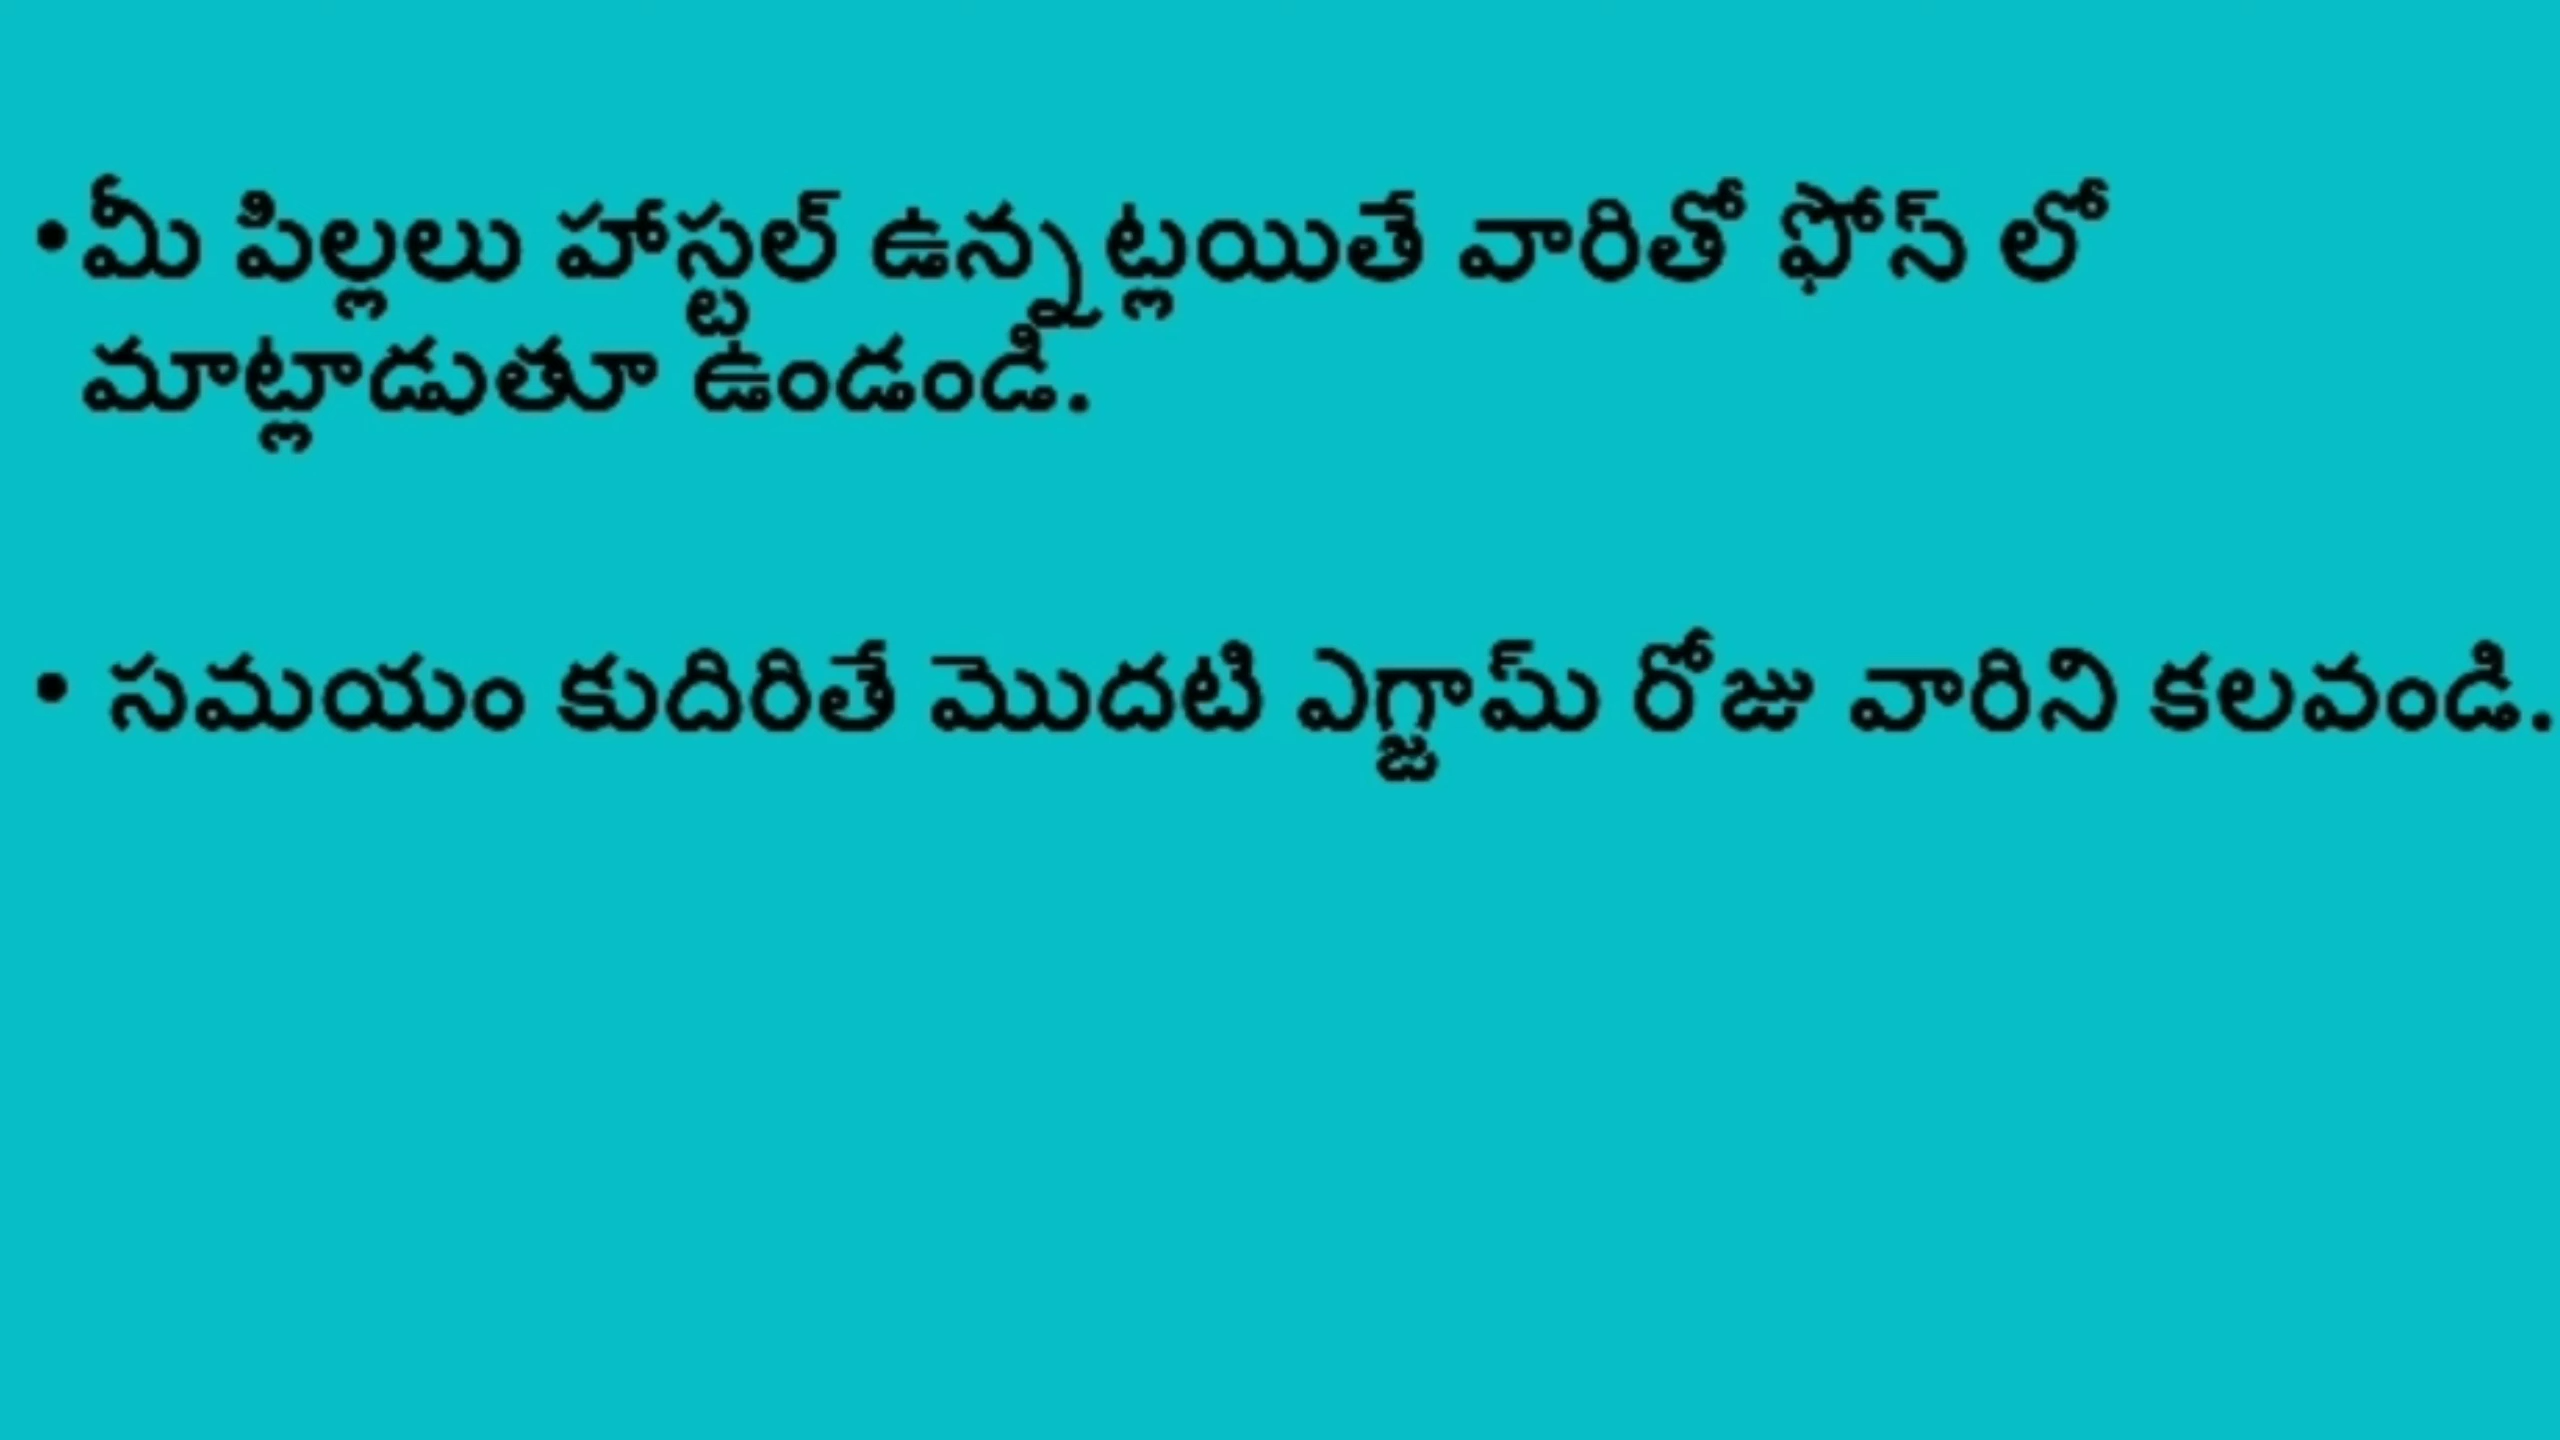 •మీ పిల్లలు హాస్టల్ ఉన్నట్లయితే వారితో ఫోన్ లో
మాట్లాడుతూ ఉండండి.
• సమయం కుదిరితే మొదటి ఎగ్జామ్ రోజు వారిని కలవండి.